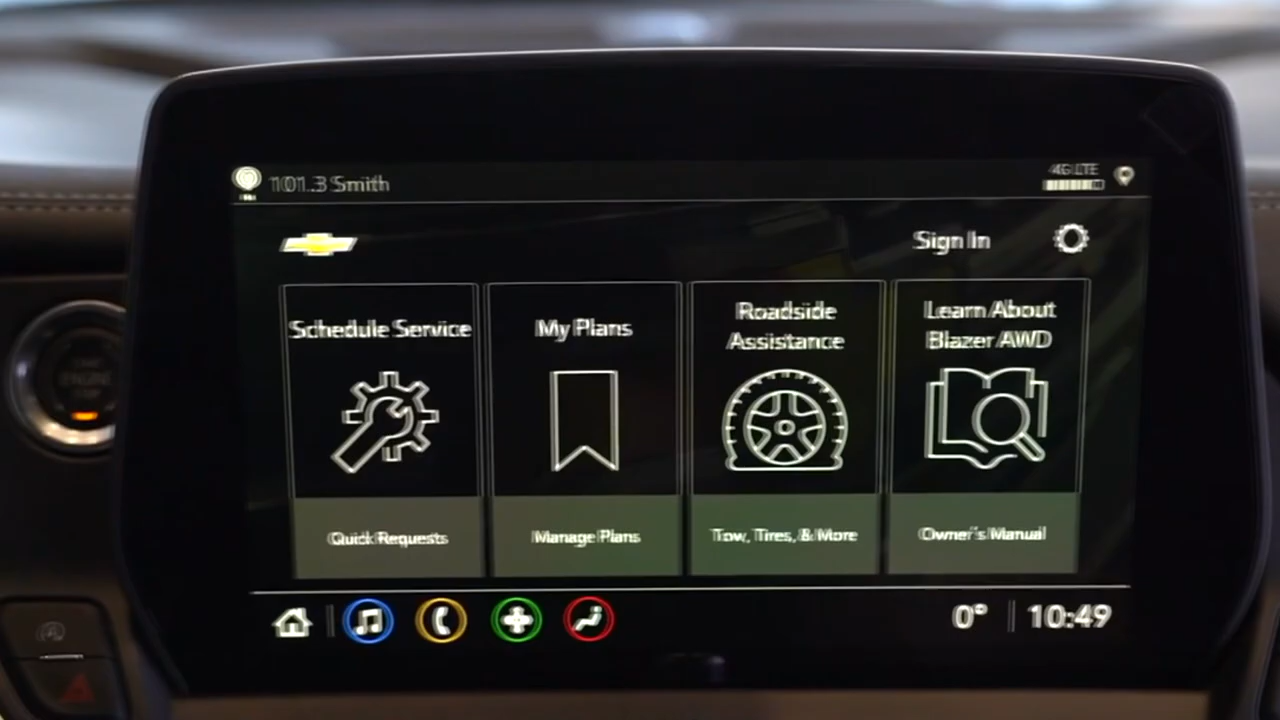 101.3 Smith
4G LTE
Sign In
Schedule Service
My Plans
Roadside
Assistance
Learn About
Blazer AWD
Quick Requests
Manage Plans
Tow, Tires, & More
Owner's Manual
0°
10:49
ENGINE